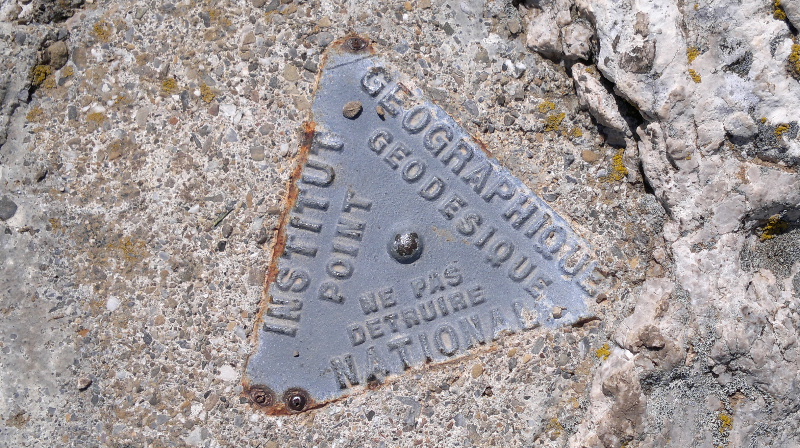 INSTITUT
GEOGRAPHIQUE
NATIONAL
POINT
GEODESIQUE
NE PAS
DETRUIRE